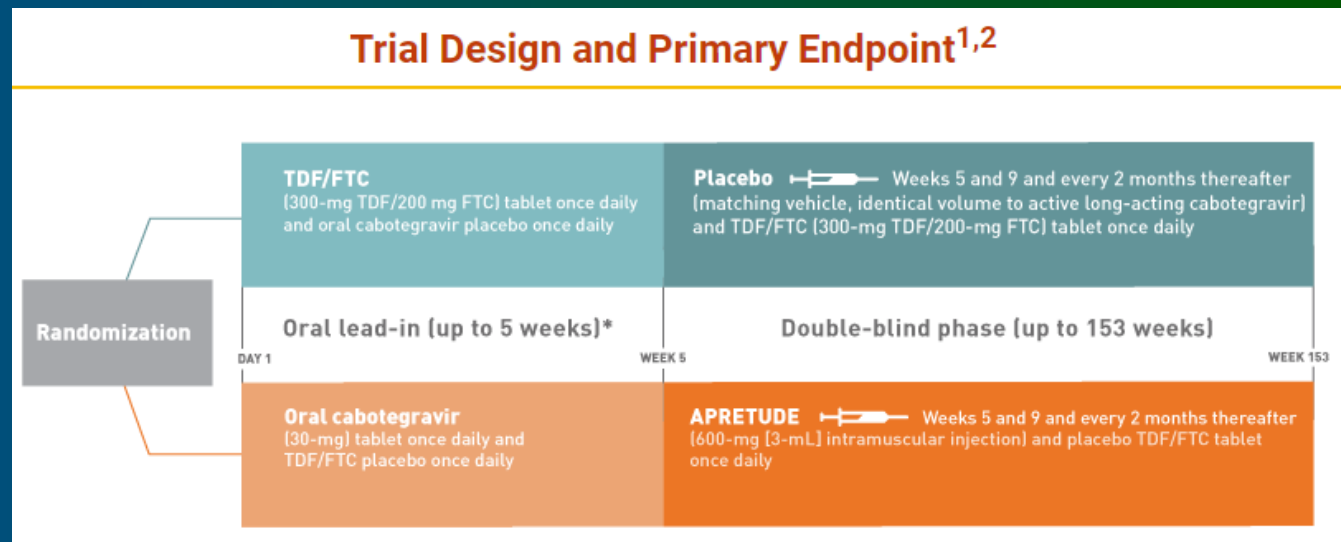 Trial Design and Primary Endpoint1,2
TDF/FTC
(300-mg TDF/200 mg FTC) tablet once daily
and oral cabotegravir placebo once daily
Placebo Weeks 5 and 9 and every 2 months thereafter
(matching vehicle, identical volume to active long-acting cabotegravir)
and TDF/FTC (300-mg TDF/200-mg FTC) tablet once daily
Randomization
Oral lead-in (up to 5 weeks)*
Double-blind phase (up to 153 weeks)
DAY 1
WEEK 5
WEEK 153
Oral cabotegravir
(30-mg) tablet once daily and
TDF/FTC placebo once daily
APRETUDE Weeks 5 and 9 and every 2 months thereafter
(600-mg [3-mL] intramuscular injection) and placebo TDF/FTC tablet
once daily